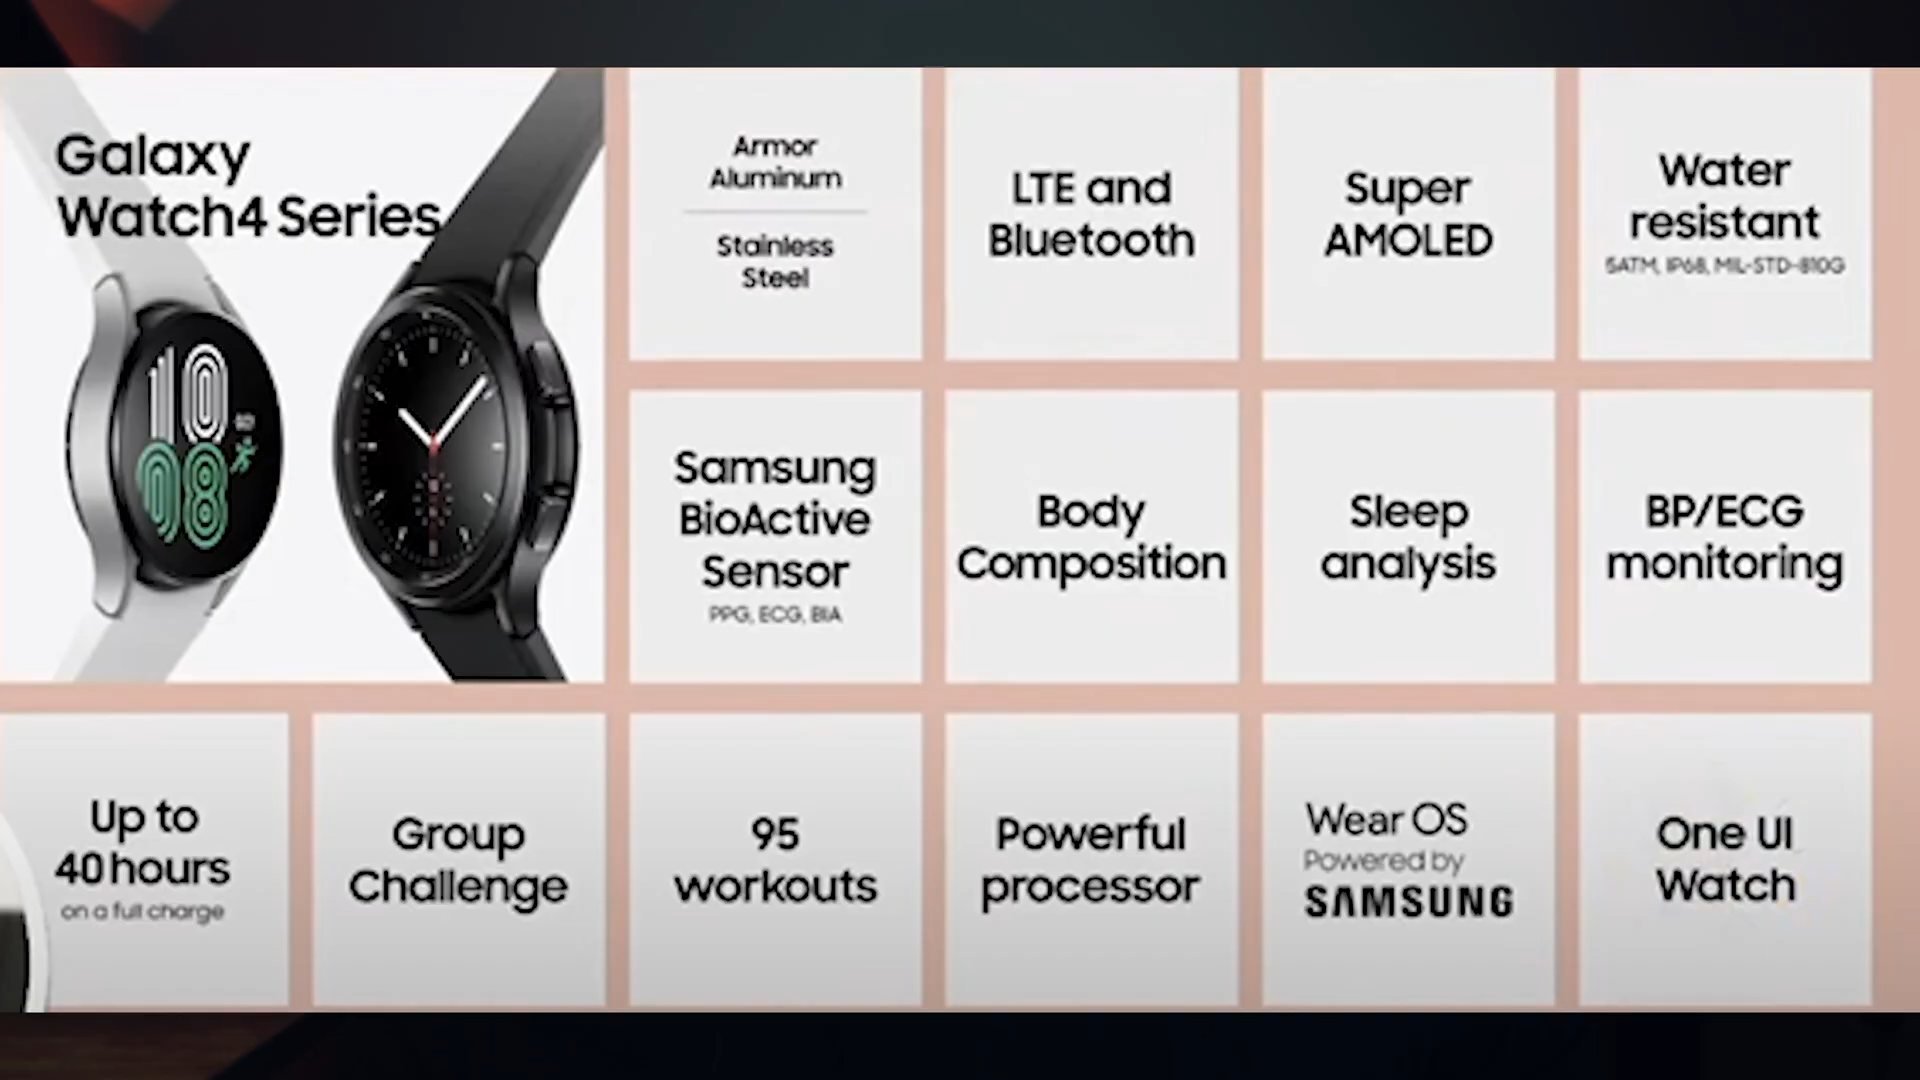 Galaxy
Watch4 Series
10
08
Armor
Aluminum
Stainless
Steel
LTE and
Bluetooth
Super
AMOLED
Water
resistant
5ATM, IP68, MIL-STD-810G
Samsung
BioActive
Sensor
PPG, ECG, BIA
Body
Composition
Sleep
analysis
BP/ECG
monitoring
Up to
40 hours
on a full charge
Group
Challenge
95
workouts
Powerful
processor
Wear OS
Powered by
SAMSUNG
One UI
Watch